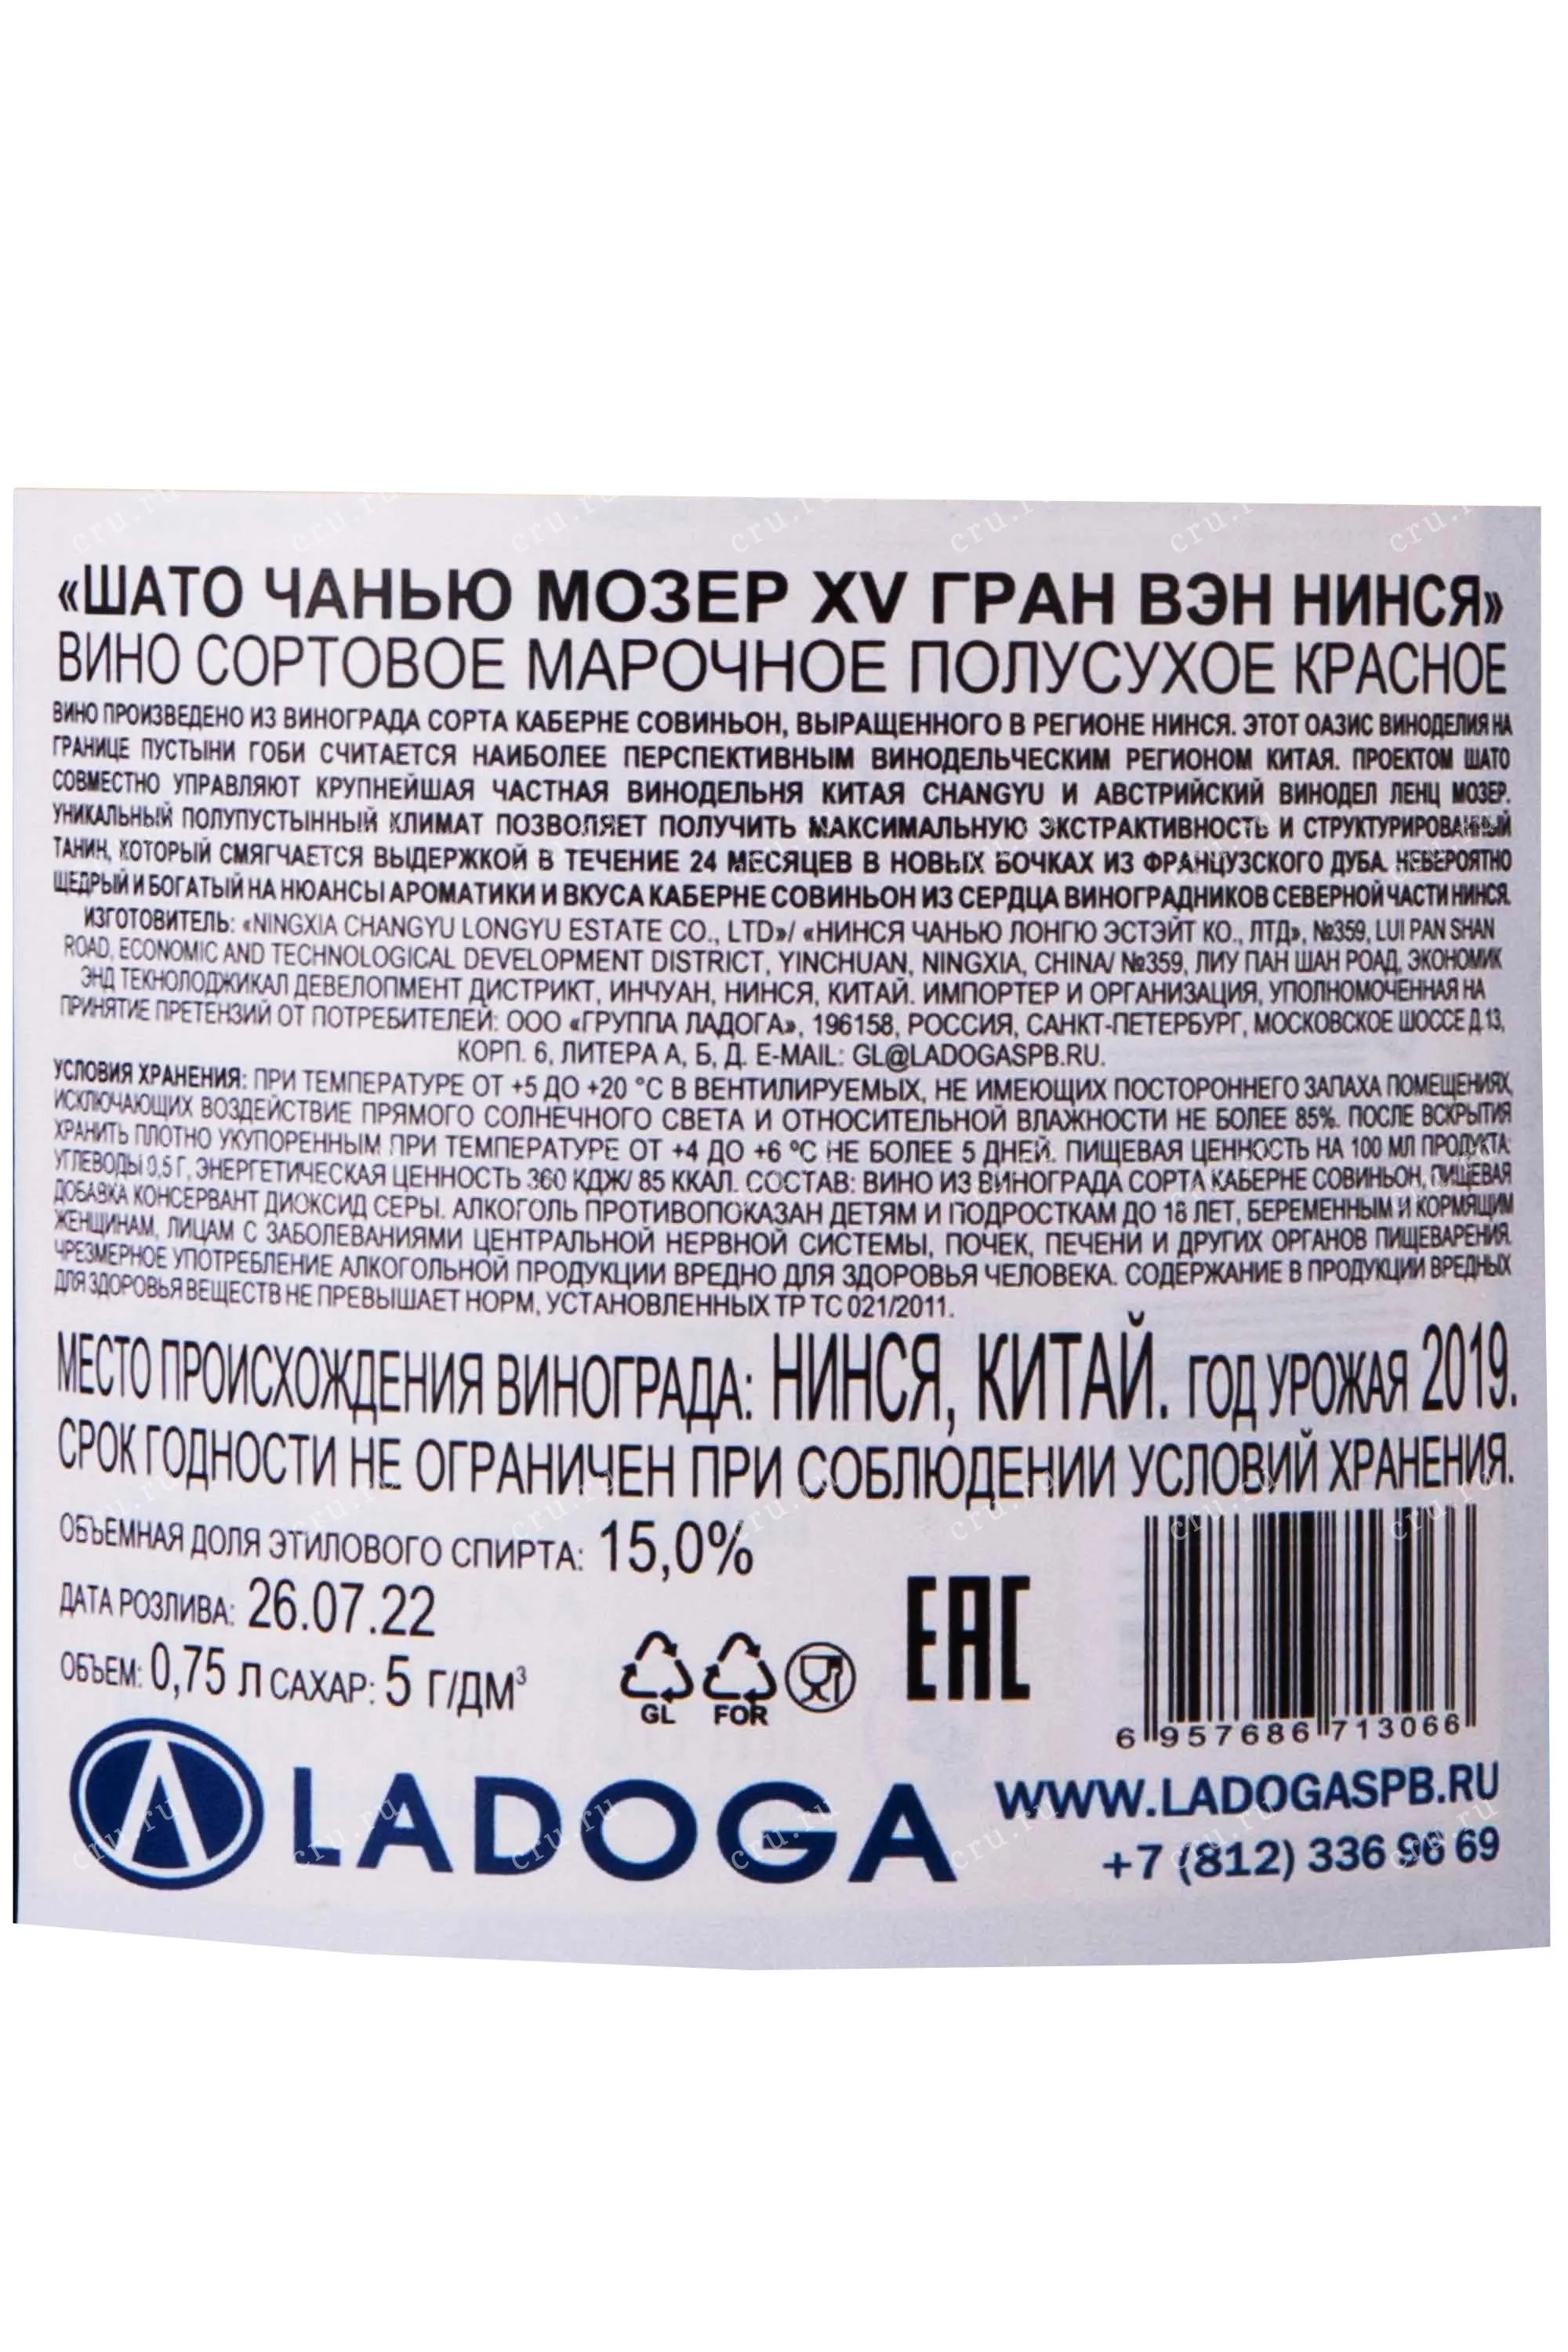 «ШАТО ЧАНЬЮ МОЗЕР XV ГРАН ВЭН НИНСЯ»
ВИНО СОРТОВОЕ МАРОЧНОЕ ПОЛУСУХОЕ КРАСНОЕ
ВИНО ПРОИЗВЕДЕНО ИЗ ВИНОГРАДА СОРТА КАБЕРНЕ СОВИНЬОН, ВЫРАЩЕННОГО В РЕГИОНЕ НИНСЯ. ЭТОТ ОАЗИС ВИНОДЕЛИЯ НА
ГРАНИЦЕ ПУСТЫНИ ГОБИ СЧИТАЕТСЯ НАИБОЛЕЕ ПЕРСПЕКТИВНЫМ ВИНОДЕЛЬЧЕСКИМ РЕГИОНОМ КИТАЯ. ПРОЕКТОМ ШАТО
СОВМЕСТНО УПРАВЛЯЮТ КРУПНЕЙШАЯ ЧАСТНАЯ ВИНОДЕЛЬНЯ КИТАЯ CHANGYU И АВСТРИЙСКИЙ ВИНОДЕЛ ЛЕНЦ МОЗЕР.
УНИКАЛЬНЫЙ ПОЛУПУСТЫННЫЙ КЛИМАТ ПОЗВОЛЯЕТ ПОЛУЧИТЬ МАКСИМАЛЬНУЮ ЭКСТРАКТИВНОСТЬ И СТРУКТУРИРОВАННЫЙ
ТАНИН, КОТОРЫЙ СМЯГЧАЕТСЯ ВЫДЕРЖКОЙ В ТЕЧЕНИЕ 24 МЕСЯЦЕВ В НОВЫХ БОЧКАХ ИЗ ФРАНЦУЗСКОГО ДУБА. НЕВЕРОЯТНО
ЩЕДРЫЙ И БОГАТЫЙ НА НЮАНСЫ АРОМАТИКИ И ВКУСА КАБЕРНЕ СОВИНЬОН ИЗ СЕРДЦА ВИНОГРАДНИКОВ СЕВЕРНОЙ ЧАСТИ НИНСЯ.
ИЗГОТОВИТЕЛЬ: «NINGXIA CHANGYU LONGYU ESTATE CO., LTD»/ «НИНСЯ ЧАНЬЮ ЛОНГЮ ЭСТЭЙТ КО., ЛТД», №359, LUI PAN SHAN
ROAD, ECONOMIC AND TECHNOLOGICAL DEVELOPMENT DISTRICT, YINCHUAN, NINGXIA, CHINA/ №359, ЛИУ ПАН ШАН РОАД, ЭКОНОМИК
ЭНД ТЕКНОЛОДЖИКАЛ ДЕВЕЛОПМЕНТ ДИСТРИКТ, ИНЧУАН, НИНСЯ, КИТАЙ. ИМПОРТЕР И ОРГАНИЗАЦИЯ, УПОЛНОМОЧЕННАЯ НА
ПРИНЯТИЕ ПРЕТЕНЗИЙ ОТ ПОТРЕБИТЕЛЕЙ: ООО «ГРУППА ЛАДОГА», 196158, РОССИЯ, САНКТ-ПЕТЕРБУРГ, МОСКОВСКОЕ ШОССЕ Д.13,
КОРП. 6, ЛИТЕРА А, Б, Д. E-MAIL: GL@LADOGASPB.RU.
УСЛОВИЯ ХРАНЕНИЯ: ПРИ ТЕМПЕРАТУРЕ ОТ +5 ДО +20 °С В ВЕНТИЛИРУЕМЫХ, НЕ ИМЕЮЩИХ ПОСТОРОННЕГО ЗАПАХА ПОМЕЩЕНИЯХ,
ИСКЛЮЧАЮЩИХ ВОЗДЕЙСТВИЕ ПРЯМОГО СОЛНЕЧНОГО СВЕТА И ОТНОСИТЕЛЬНОЙ ВЛАЖНОСТИ НЕ БОЛЕЕ 85%. ПОСЛЕ ВСКРЫТИЯ
ХРАНИТЬ ПЛОТНО УКУПОРЕННЫМ ПРИ ТЕМПЕРАТУРЕ ОТ +4 ДО +6 °С НЕ БОЛЕЕ 5 ДНЕЙ. ПИЩЕВАЯ ЦЕННОСТЬ НА 100 МЛ ПРОДУКТА:
УГЛЕВОДЫ 0,5 Г, ЭНЕРГЕТИЧЕСКАЯ ЦЕННОСТЬ 360 КДЖ/ 85 ККАЛ. СОСТАВ: ВИНО ИЗ ВИНОГРАДА СОРТА КАБЕРНЕ СОВИНЬОН, ПИЩЕВАЯ
ДОБАВКА КОНСЕРВАНТ ДИОКСИД СЕРЫ. АЛКОГОЛЬ ПРОТИВОПОКАЗАН ДЕТЯМ И ПОДРОСТКАМ ДО 18 ЛЕТ, БЕРЕМЕННЫМ И КОРМЯЩИМ
ЖЕНЩИНАМ, ЛИЦАМ С ЗАБОЛЕВАНИЯМИ ЦЕНТРАЛЬНОЙ НЕРВНОЙ СИСТЕМЫ, ПОЧЕК, ПЕЧЕНИ И ДРУГИХ ОРГАНОВ ПИЩЕВАРЕНИЯ.
ЧРЕЗМЕРНОЕ УПОТРЕБЛЕНИЕ АЛКОГОЛЬНОЙ ПРОДУКЦИИ ВРЕДНО ДЛЯ ЗДОРОВЬЯ ЧЕЛОВЕКА. СОДЕРЖАНИЕ В ПРОДУКЦИИ ВРЕДНЫХ
ДЛЯ ЗДОРОВЬЯ ВЕЩЕСТВ НЕ ПРЕВЫШАЕТ НОРМ, УСТАНОВЛЕННЫХ ТР ТС 021/2011.
МЕСТО ПРОИСХОЖДЕНИЯ ВИНОГРАДА: НИНСЯ, КИТАЙ. ГОД УРОЖАЯ 2019.
СРОК ГОДНОСТИ НЕ ОГРАНИЧЕН ПРИ СОБЛЮДЕНИИ УСЛОВИЙ ХРАНЕНИЯ.
ОБЪЕМНАЯ ДОЛЯ ЭТИЛОВОГО СПИРТА: 15,0%
ДАТА РОЗЛИВА: 26.07.22
ОБЪЕМ: 0,75 Л САХАР: 5 Г/ДМ³
GL FOR
EAC
6 957686 713066
LADOGA
WWW.LADOGASPB.RU
+7 (812) 336 96 69
cru.ru